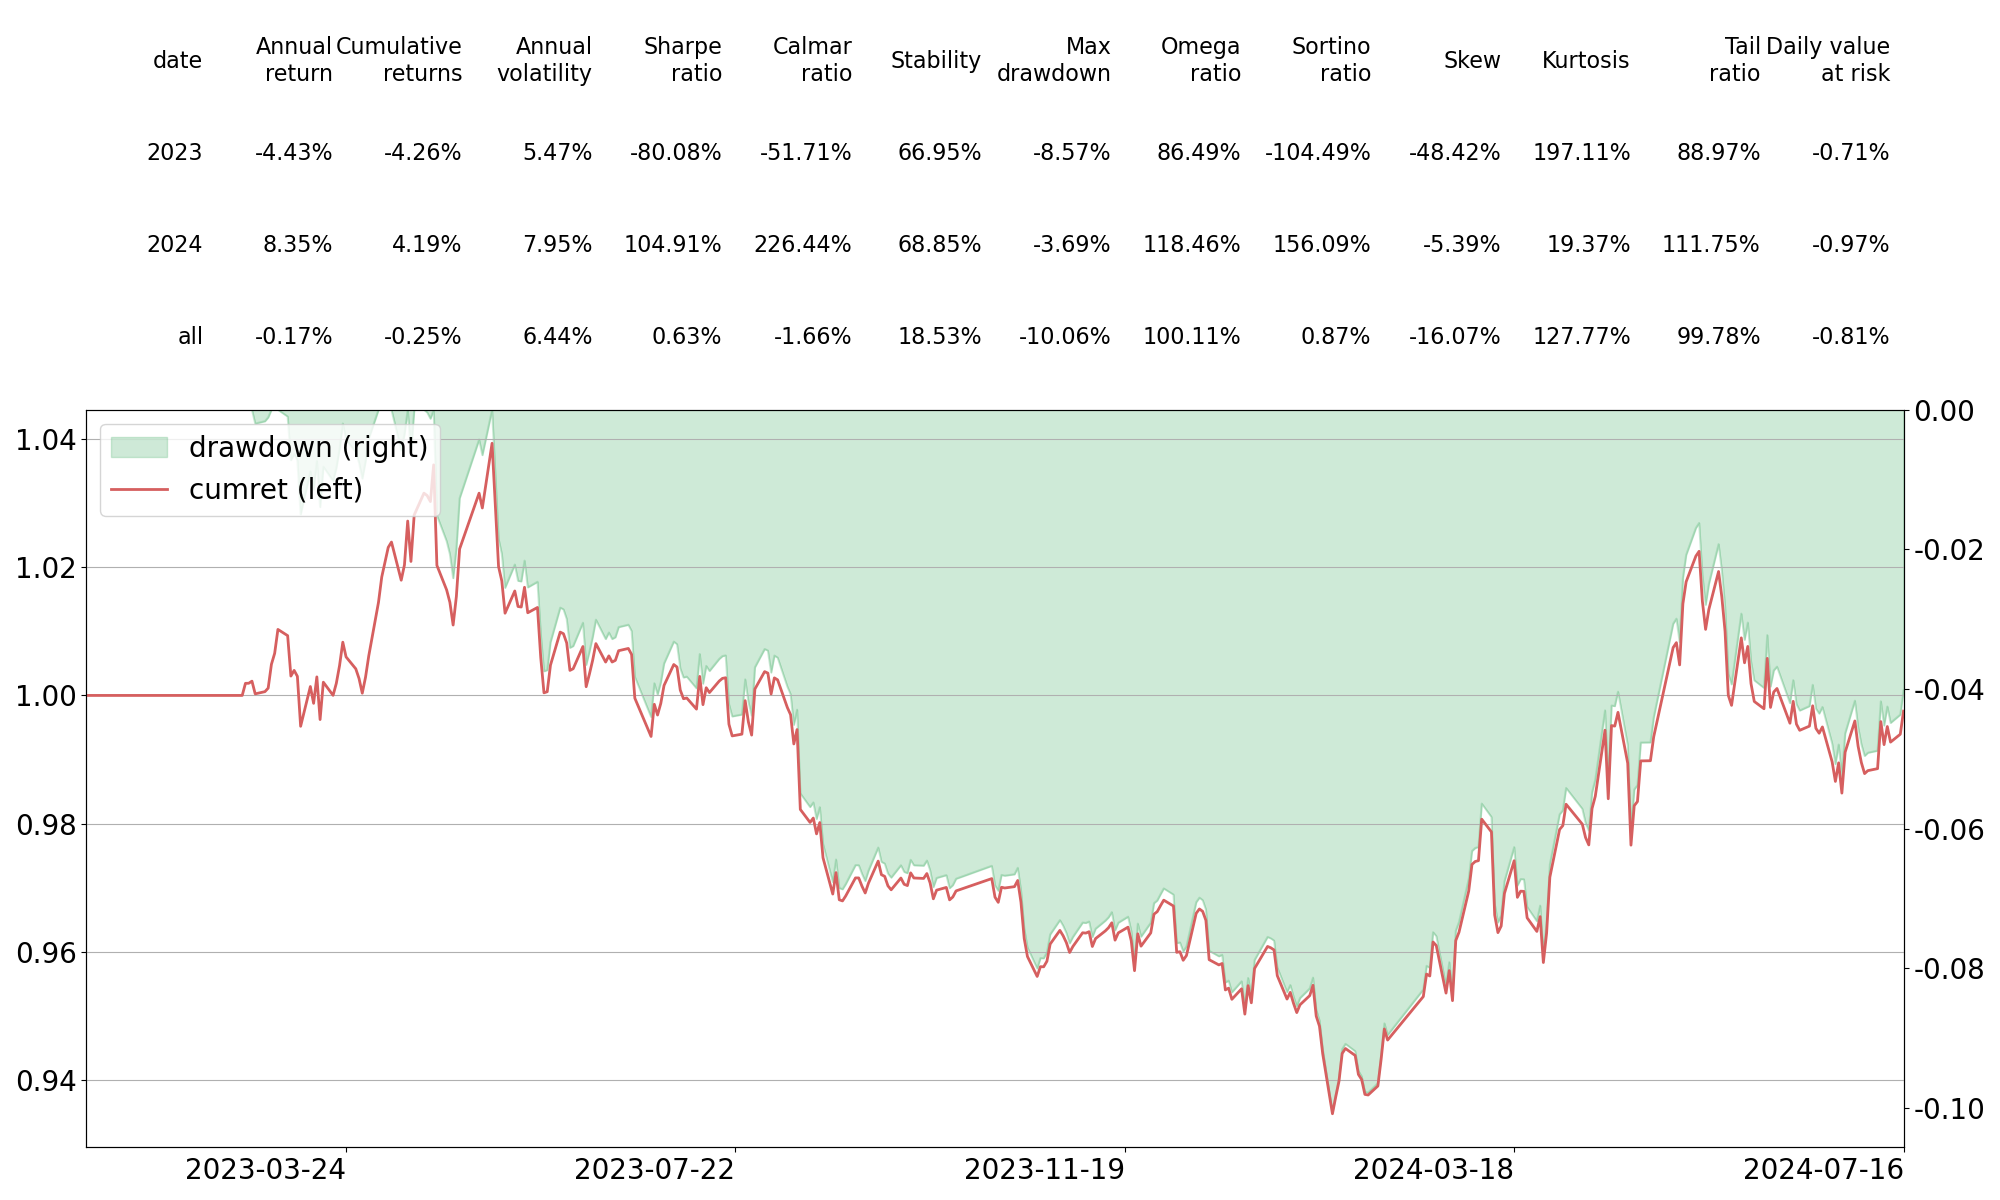 date Annual return Cumulative returns Annual volatility Sharpe ratio Calmar ratio Stability Max drawdown Omega ratio Sortino ratio Skew Kurtosis Tail ratio Daily value at risk
2023 -4.43% -4.26% 5.47% -80.08% -51.71% 66.95% -8.57% 86.49% -104.49% -48.42% 197.11% 88.97% -0.71%
2024 8.35% 4.19% 7.95% 104.91% 226.44% 68.85% -3.69% 118.46% 156.09% -5.39% 19.37% 111.75% -0.97%
all -0.17% -0.25% 6.44% 0.63% -1.66% 18.53% -10.06% 100.11% 0.87% -16.07% 127.77% 99.78% -0.81%
drawdown (right)
cumret (left)
1.04
1.02
1.00
0.98
0.96
0.94
0.00
-0.02
-0.04
-0.06
-0.08
-0.10
2023-03-24 2023-07-22 2023-11-19 2024-03-18 2024-07-16